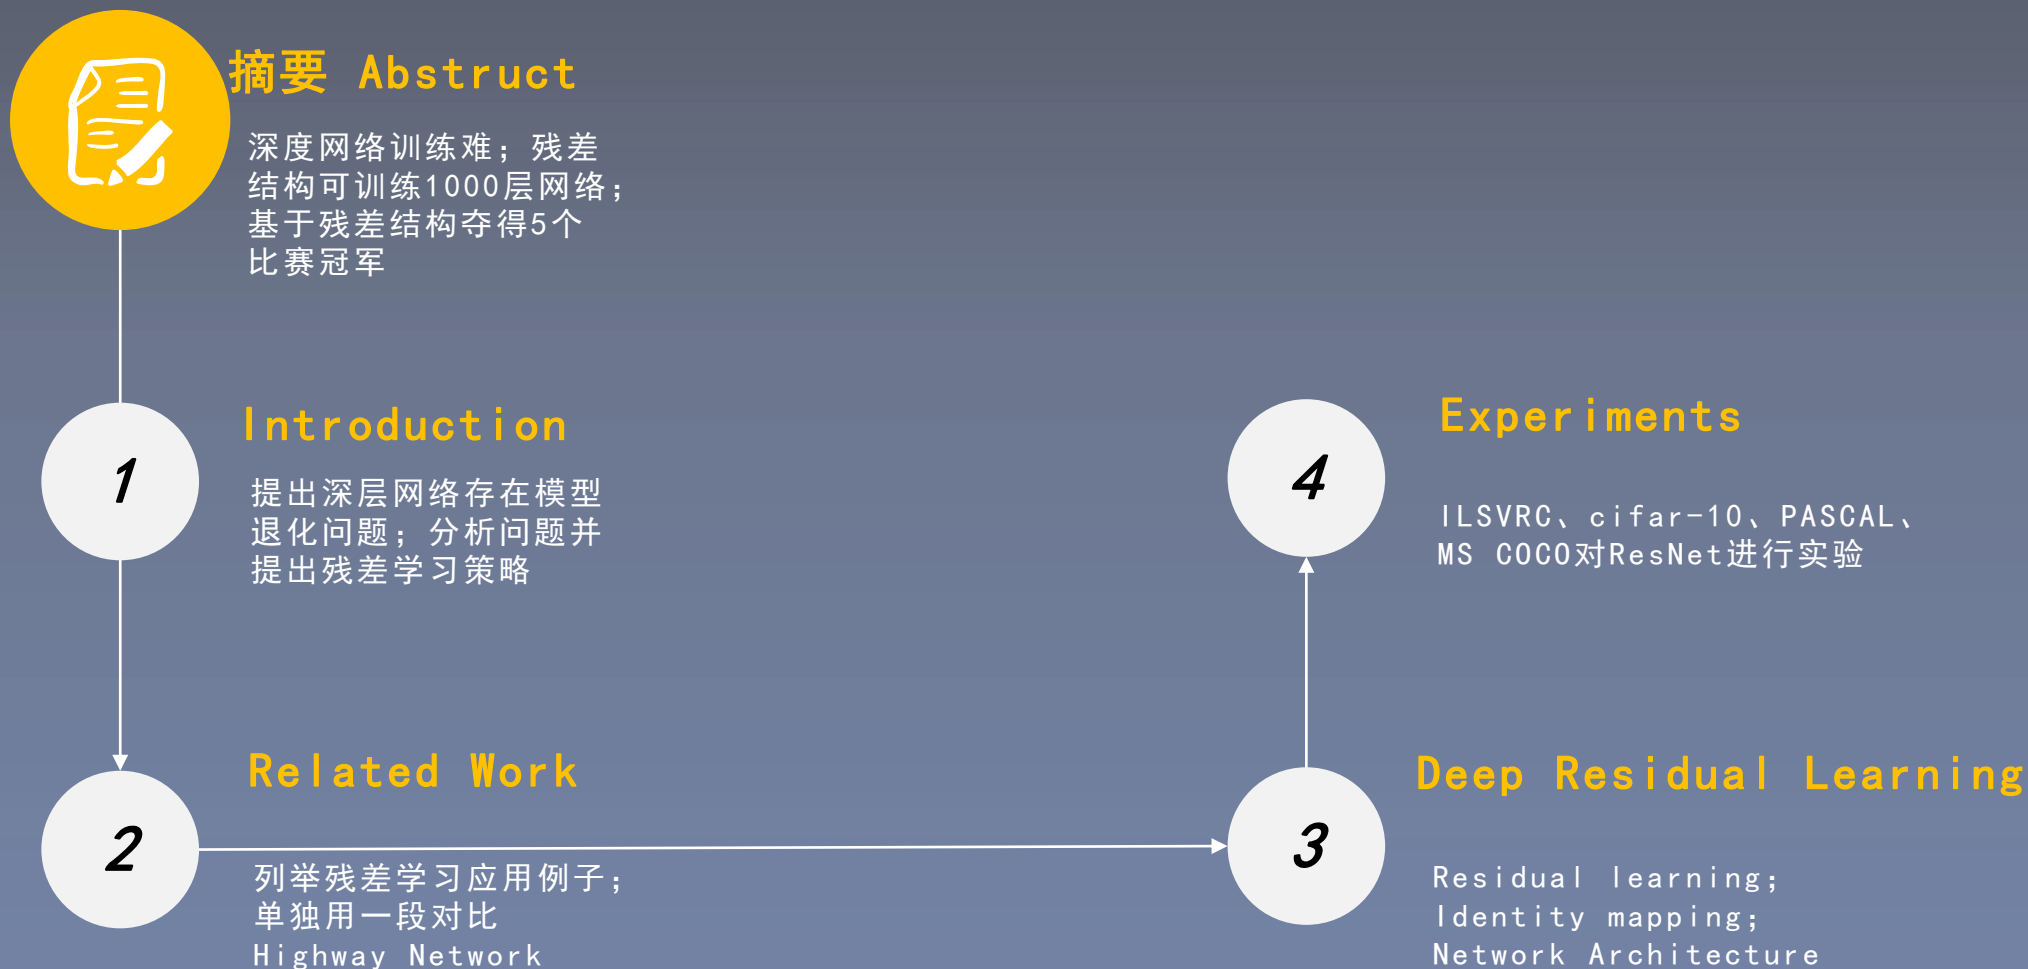 摘要 Abstruct
深度网络训练难；残差
结构可训练1000层网络；
基于残差结构夺得5个
比赛冠军
1
Introduction
提出深层网络存在模型
退化问题；分析问题并
提出残差学习策略
2
Related Work
列举残差学习应用例子；
单独用一段对比
Highway Network
3
Deep Residual Learning
Residual learning；
Identity mapping；
Network Architecture
4
Experiments
ILSVRC、cifar-10、PASCAL、
MS COCO对ResNet进行实验